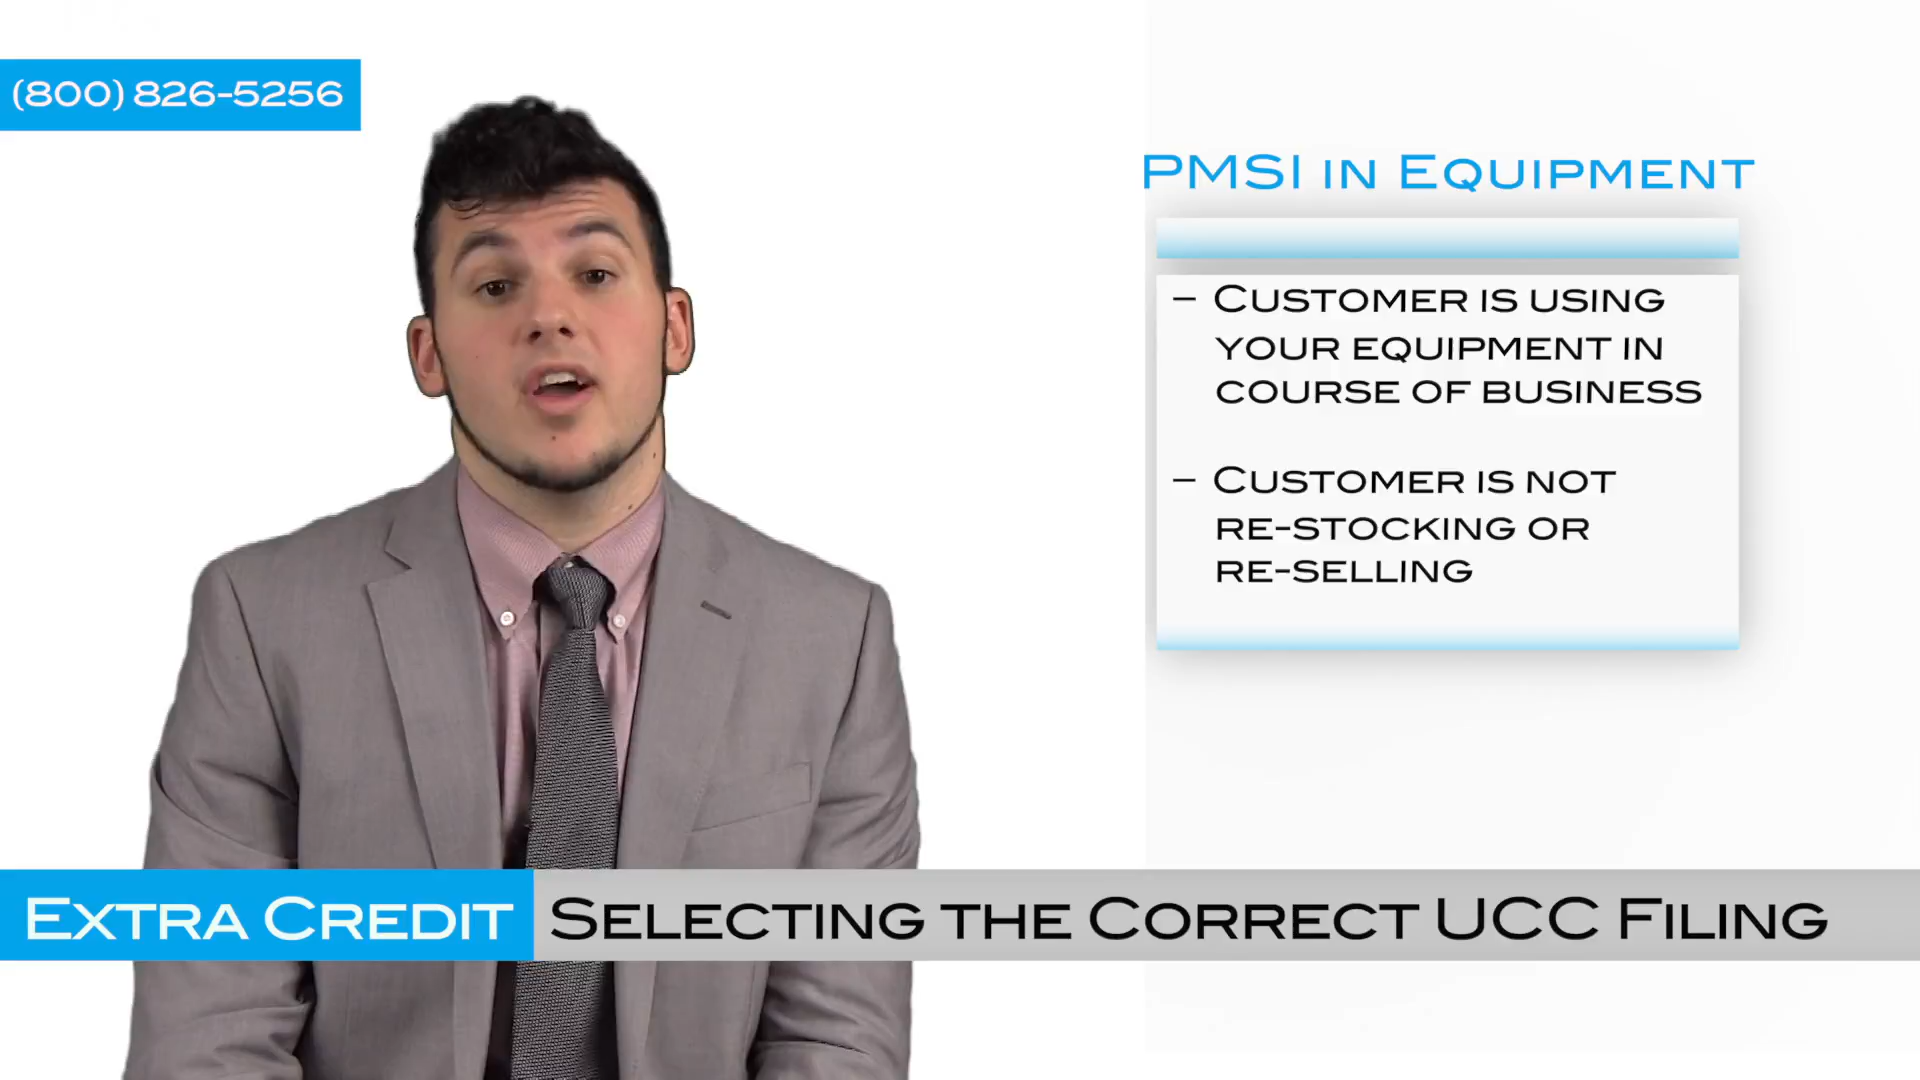 (800) 826-5256
PMSI in Equipment
– Customer is using
your equipment in
course of business
– Customer is not
re-stocking or
re-selling
Extra Credit
Selecting the Correct UCC Filing